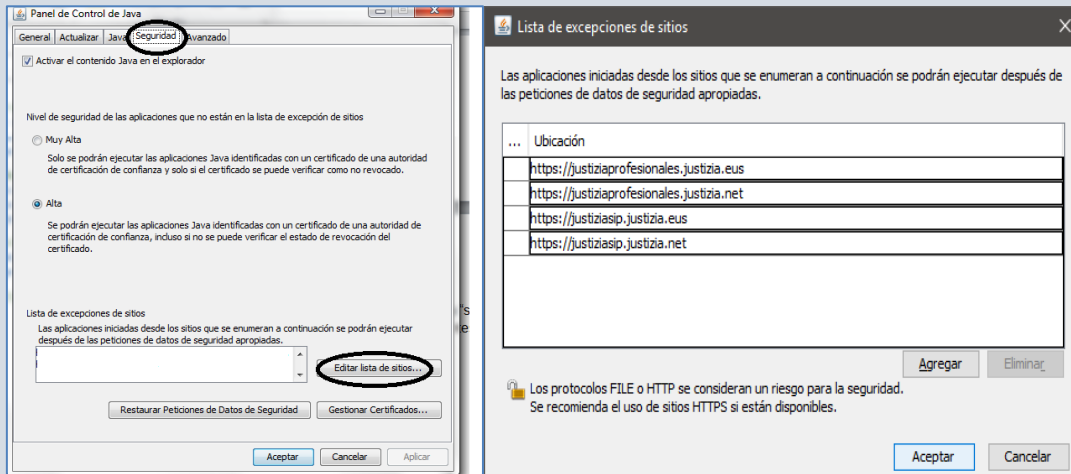 Panel de Control de Java
General Actualizar Java Seguridad Avanzado
Activar el contenido Java en el explorador
Nivel de seguridad de las aplicaciones que no están en la lista de excepción de sitios
Muy Alta
Solo se podrán ejecutar las aplicaciones Java identificadas con un certificado de una autoridad
de certificación de confianza y solo si el certificado se puede verificar como no revocado.
Alta
Se podrán ejecutar las aplicaciones Java identificadas con un certificado de una autoridad de
certificación de confianza, incluso si no se puede verificar el estado de revocación del
certificado.
Lista de excepciones de sitios
Las aplicaciones iniciadas desde los sitios que se enumeran a continuación se podrán ejecutar
después de las peticiones de datos de seguridad apropiadas.
Editar lista de sitios...
Restaurar Peticiones de Datos de Seguridad Gestionar Certificados...
Aceptar Cancelar Aplicar
Lista de excepciones de sitios
Las aplicaciones iniciadas desde los sitios que se enumeran a continuación se podrán ejecutar después de
las peticiones de datos de seguridad apropiadas.
... Ubicación
https://justiziaprofesionales.justizia.eus
https://justiziaprofesionales.justizia.net
https://justiziasip.justizia.eus
https://justiziasip.justizia.net
Agregar Eliminar
Los protocolos FILE o HTTP se consideran un riesgo para la seguridad.
Se recomienda el uso de sitios HTTPS si están disponibles.
Aceptar Cancelar